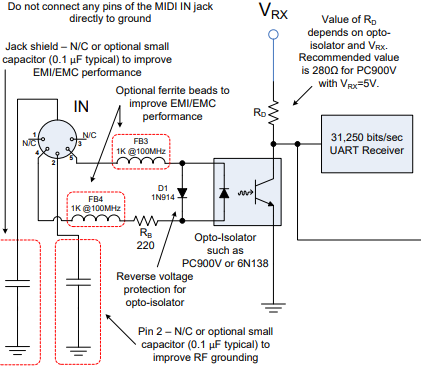 Do not connect any pins of the MIDI IN jack
directly to ground
VRX
Value of RD
depends on opto-
isolator and VRX.
Recommended value
is 280Ω for PC900V
with VRX=5V.
Jack shield – N/C or optional small
capacitor (0.1 µF typical) to improve
EMI/EMC performance
Optional ferrite beads to
improve EMI/EMC
performance
IN
RD
1
N/C
4
2
5
3
N/C
FB3
1K @100MHz
31,250 bits/sec
UART Receiver
D1
1N914
FB4
1K @100MHz
RB
220
Opto-Isolator
such as
PC900V or 6N138
Reverse voltage
protection for
opto-isolator
Pin 2 – N/C or optional small
capacitor (0.1 µF typical) to
improve RF grounding